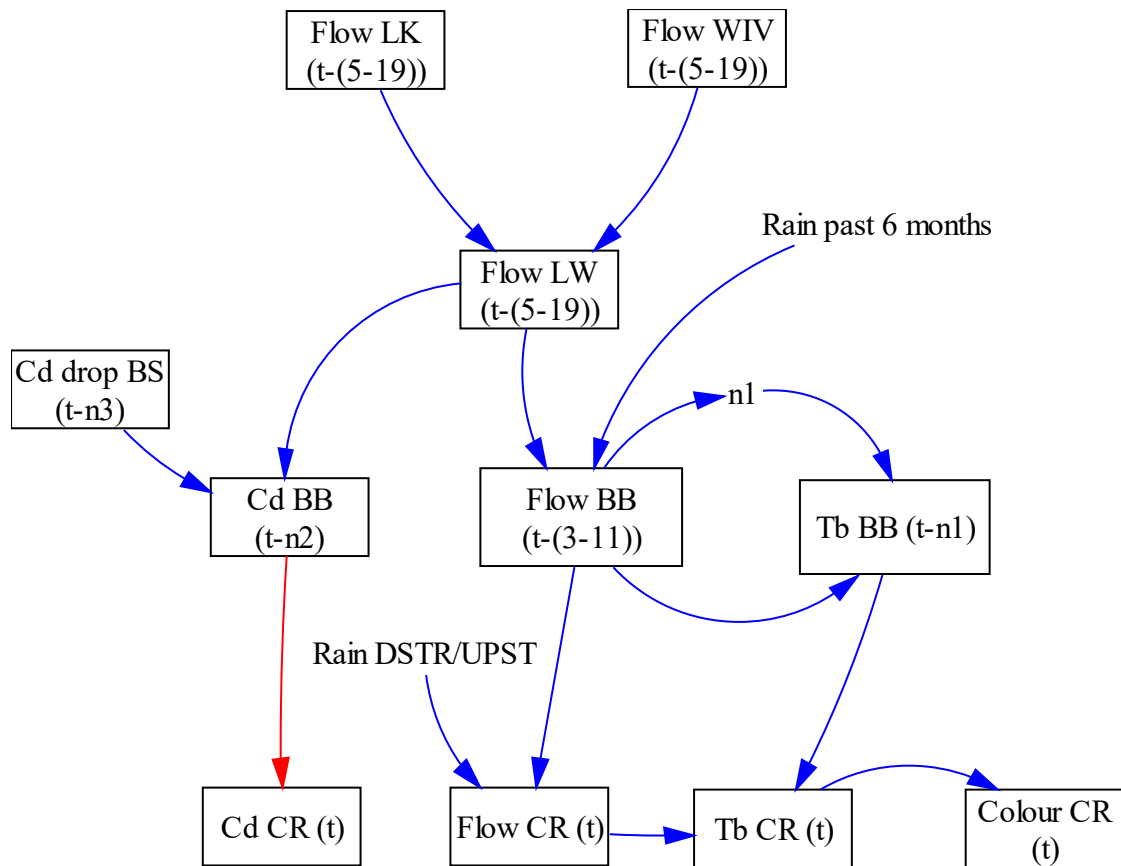 Flow LK
(t-(5-19))
Flow WIV
(t-(5-19))
Rain past 6 months
Flow LW
(t-(5-19))
Cd drop BS
(t-n3)
n1
Cd BB
(t-n2)
Flow BB
(t-(3-11))
Tb BB (t-n1)
Rain DSTR/UPST
Cd CR (t)
Flow CR (t)
Tb CR (t)
Colour CR
(t)